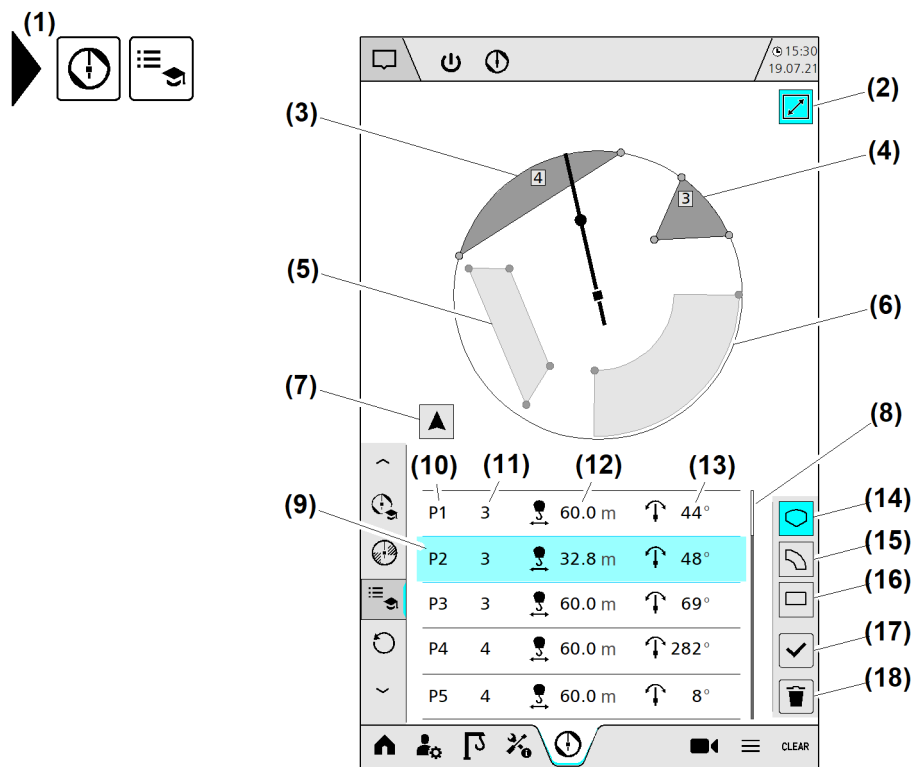 (1)
15:30
19.07.21
(2)
(3)
(4)
4
3
(5)
(6)
(7)
(8)
(9)
(10) (11) (12) (13)
P1 3 60.0 m 44°
P2 3 32.8 m 48°
P3 3 60.0 m 69°
P4 4 60.0 m 282°
P5 4 60.0 m 8°
(14)
(15)
(16)
(17)
(18)
CLEAR